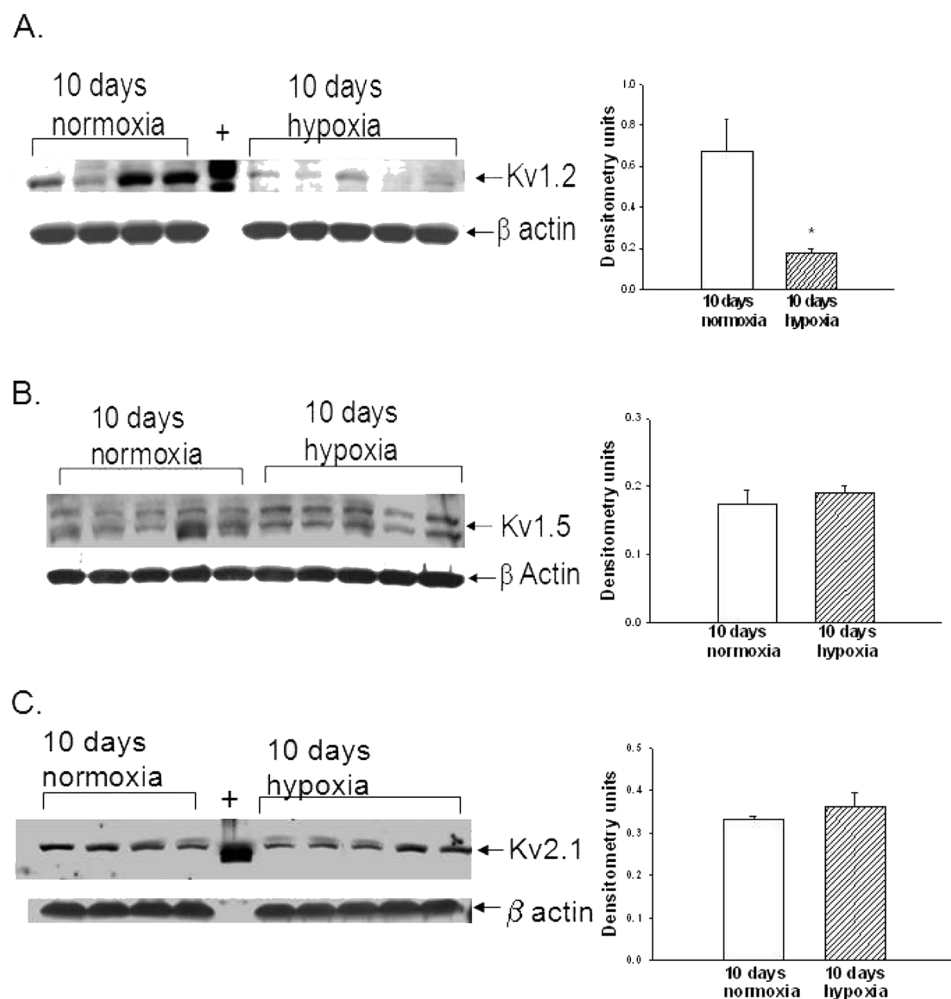 A.
10 days
normoxia
+
10 days
hypoxia
Kv1.2
β actin
Densitometry units
1.0
0.8
0.6
0.4
0.2
0.0
*
10 days
normoxia
10 days
hypoxia
B.
10 days
normoxia
10 days
hypoxia
Kv1.5
β Actin
Densitometry units
0.3
0.2
0.1
0.0
10 days
normoxia
10 days
hypoxia
C.
10 days
normoxia
+
10 days
hypoxia
Kv2.1
β actin
Densitometry units
0.5
0.4
0.3
0.2
0.1
0.0
10 days
normoxia
10 days
hypoxia